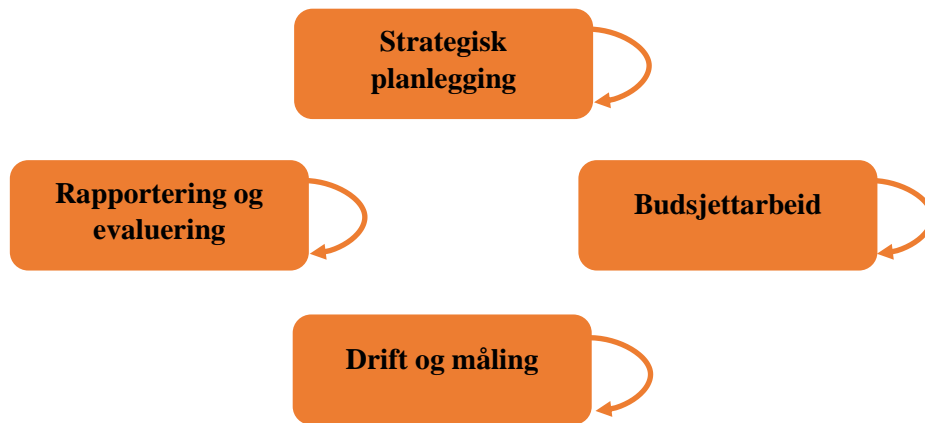 Strategisk
planlegging
Rapportering og
evaluering
Budsjettarbeid
Drift og måling